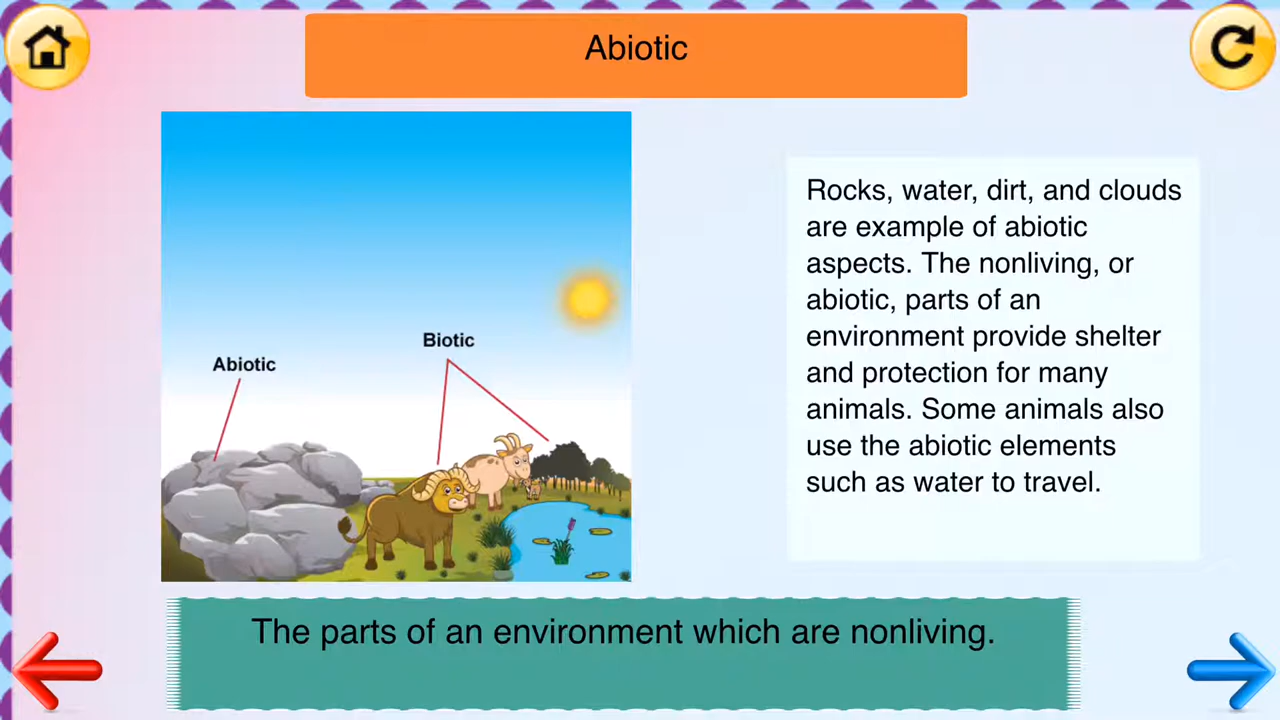 Abiotic
Biotic
Abiotic
Rocks, water, dirt, and clouds
are example of abiotic
aspects. The nonliving, or
abiotic, parts of an
environment provide shelter
and protection for many
animals. Some animals also
use the abiotic elements
such as water to travel.
The parts of an environment which are nonliving.